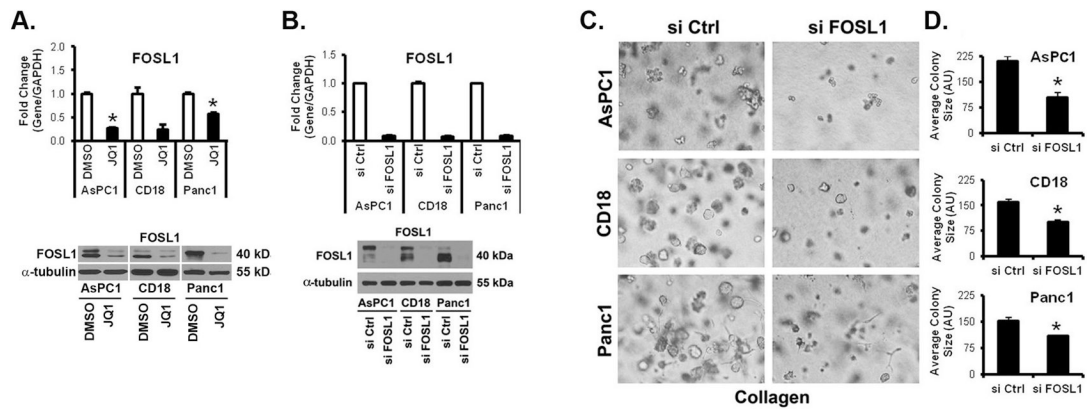 A.
FOSL1
Fold Change
(Gene/GAPDH)
2.0
1.5
1.0
0.5
0.0
*
*
DMSO
JQ1
DMSO
JQ1
DMSO
JQ1
AsPC1
CD18
Panc1
FOSL1
FOSL1
40 kD
α-tubulin
55 kD
AsPC1
CD18
Panc1
DMSO
JQ1
DMSO
JQ1
DMSO
JQ1
B.
FOSL1
Fold Change
(Gene/GAPDH)
1.5
1.2
0.9
0.6
0.3
0.0
si Ctrl
si FOSL1
si Ctrl
si FOSL1
si Ctrl
si FOSL1
AsPC1
CD18
Panc1
FOSL1
40 kDa
α-tubulin
55 kDa
AsPC1
CD18
Panc1
si Ctrl
si FOSL1
si Ctrl
si FOSL1
si Ctrl
si FOSL1
C.
si Ctrl
si FOSL1
AsPC1
CD18
Panc1
Collagen
D.
AsPC1
Average Colony
Size (AU)
225
150
75
0
*
si Ctrl
si FOSL1
CD18
Average Colony
Size (AU)
225
150
75
0
*
si Ctrl
si FOSL1
Panc1
Average Colony
Size (AU)
225
150
75
0
*
si Ctrl
si FOSL1